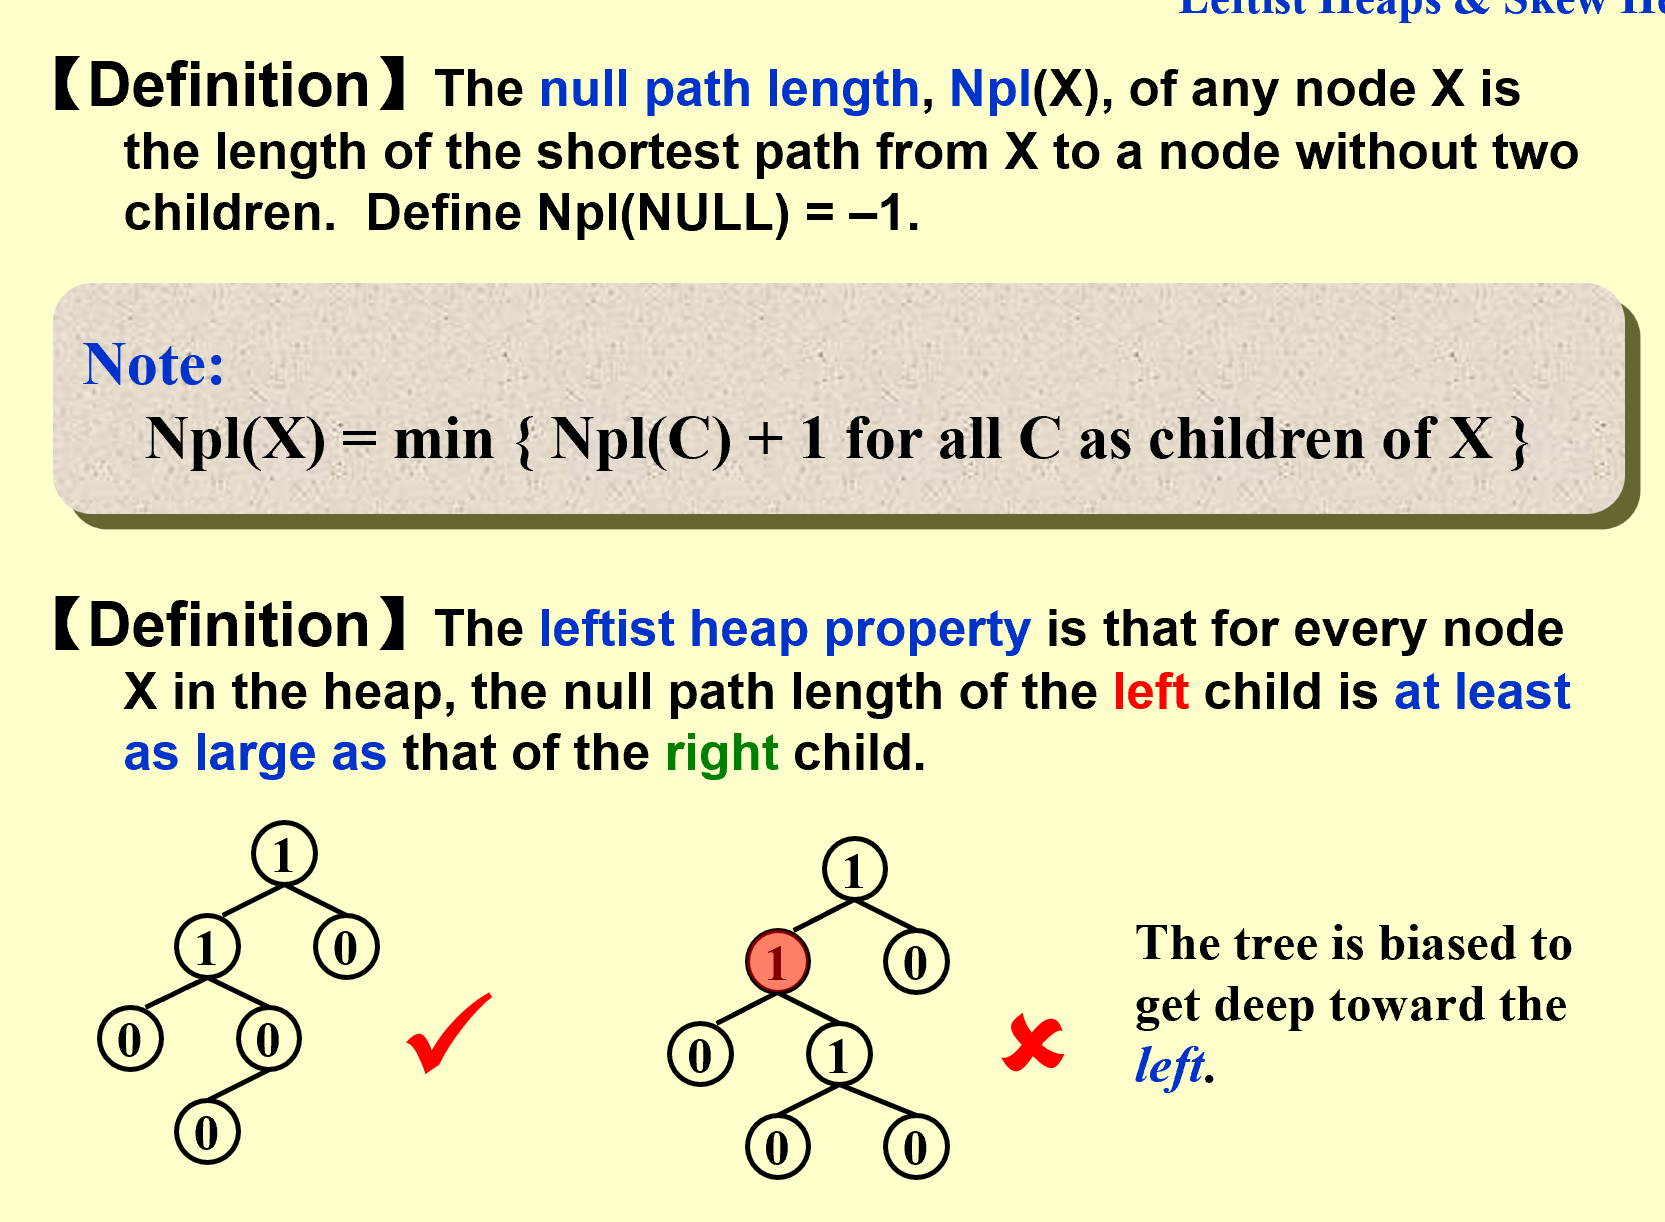 Leftist Heaps & Skew
【Definition】The null path length, Npl(X), of any node X is
the length of the shortest path from X to a node without two
children. Define Npl(NULL) = –1.
Note:
Npl(X) = min { Npl(C) + 1 for all C as children of X }
【Definition】The leftist heap property is that for every node
X in the heap, the null path length of the left child is at least
as large as that of the right child.
1
1 0
0 0
0
1
1 0
0 1
0 0
The tree is biased to
get deep toward the
left.